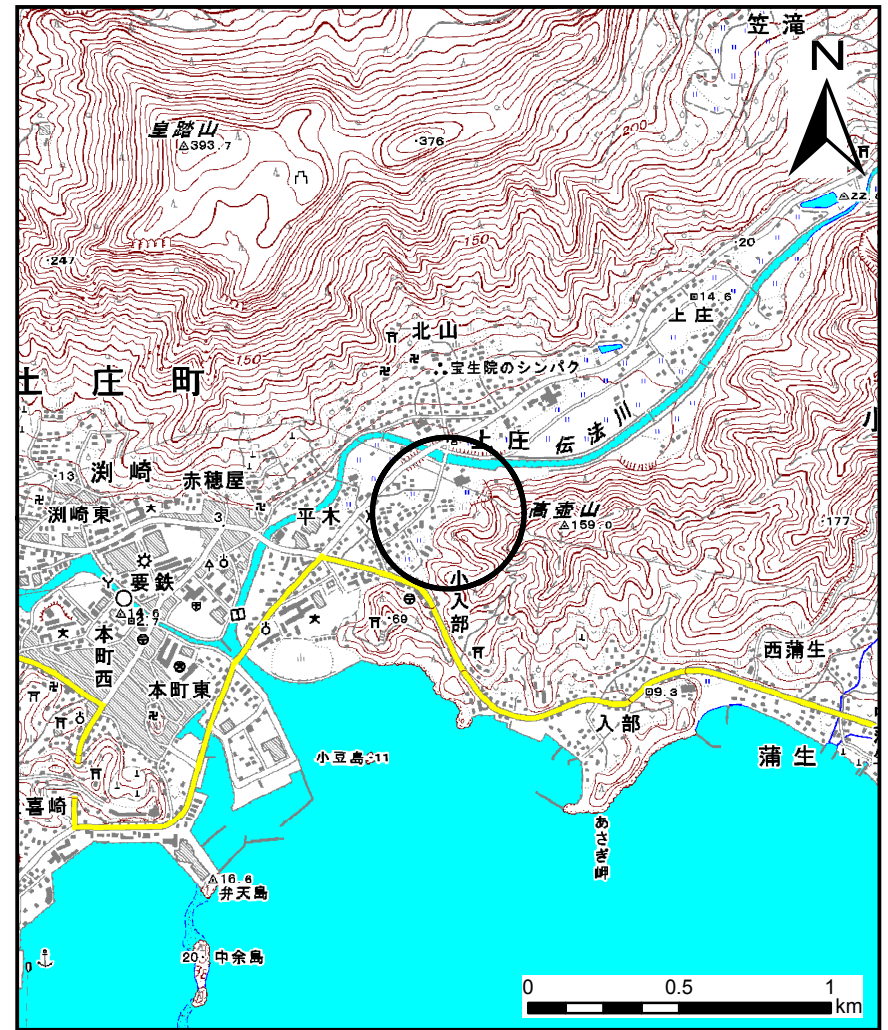 笠滝
N
皇踏山
393.7
376
200
22.8
247
150
20
14.6
上庄
北山
宝生院のシンパク
150
土庄町
上庄
伝法川
小
渕崎
13
赤穂屋
渕崎東
3
平木
高壺山
159.0
177
要鉄
小入部
14.6
2.7
69
本町西
本町東
西蒲生
9.3
入部
蒲生
小豆島
11
喜崎
あさぎ岬
16.6
弁天島
20
中余島
0 0.5 1
km